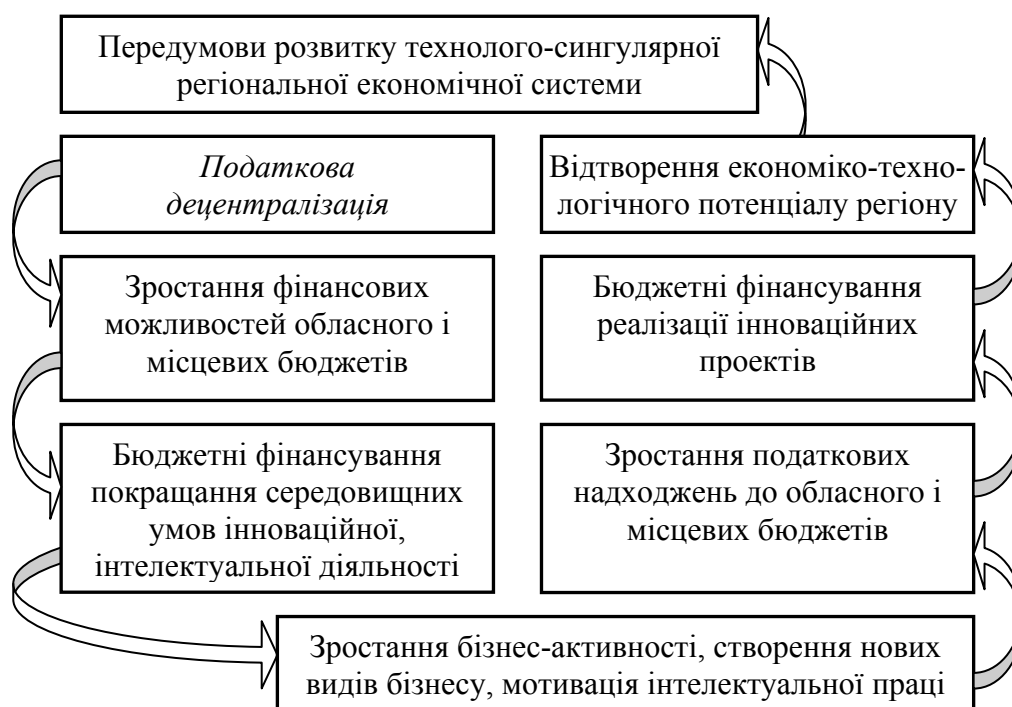 Передумови розвитку технолого-сингулярної
регіональної економічної системи
Податкова
децентралізація
Відтворення економіко-техно-
логічного потенціалу регіону
Зростання фінансових
можливостей обласного і
місцевих бюджетів
Бюджетні фінансування
реалізації інноваційних
проектів
Бюджетні фінансування
покращання середовищних
умов інноваційної,
інтелектуальної діяльності
Зростання податкових
надходжень до обласного і
місцевих бюджетів
Зростання бізнес-активності, створення нових
видів бізнесу, мотивація інтелектуальної праці